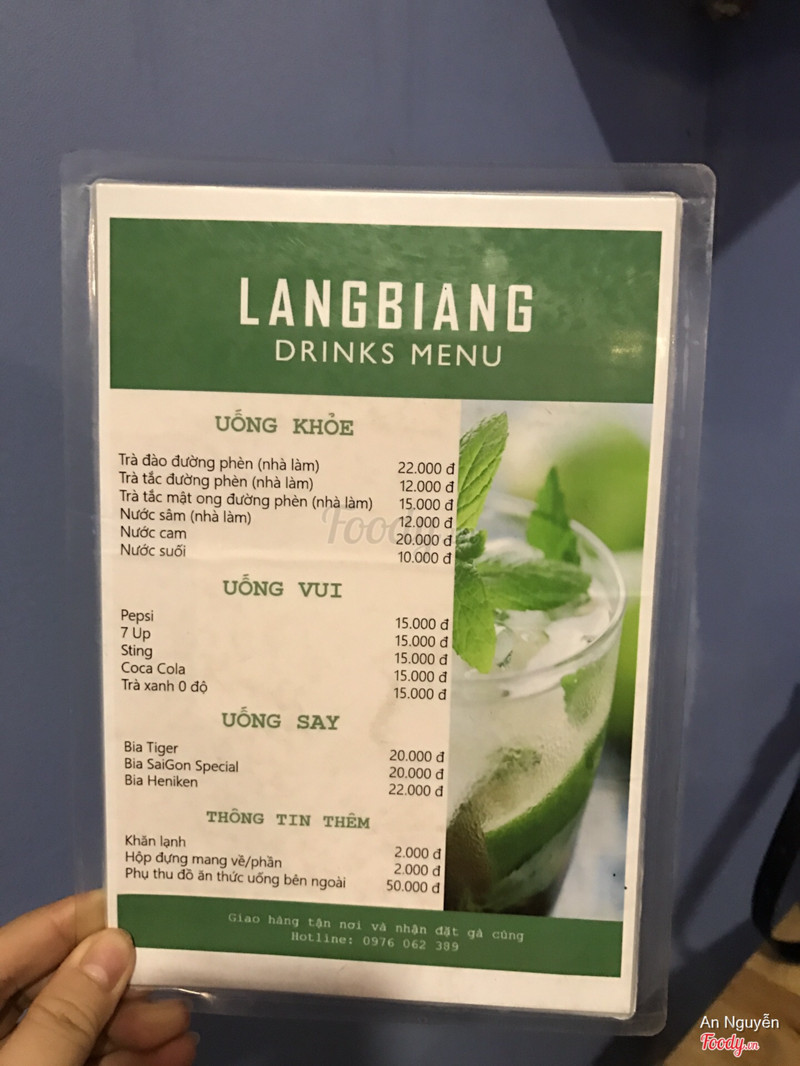 LANGBIANG
DRINKS MENU
UỐNG KHỎE
Trà đào đường phèn (nhà làm) 22.000 đ
Trà tắc đường phèn (nhà làm) 12.000 đ
Trà tắc mật ong đường phèn (nhà làm) 15.000 đ
Nước sâm (nhà làm) 12.000 đ
Nước cam 20.000 đ
Nước suối 10.000 đ
UỐNG VUI
Pepsi 15.000 đ
7 Up 15.000 đ
Sting 15.000 đ
Coca Cola 15.000 đ
Trà xanh 0 độ 15.000 đ
UỐNG SAY
Bia Tiger 20.000 đ
Bia SaiGon Special 20.000 đ
Bia Heniken 22.000 đ
THÔNG TIN THÊM
Khăn lạnh 2.000 đ
Hộp đựng mang về/phần 2.000 đ
Phụ thu đồ ăn thức uống bên ngoài 50.000 đ
Giao hàng tận nơi và nhận đặt gà cúng
Hotline: 0976 062 389
Foody
An Nguyễn
Foody.vn